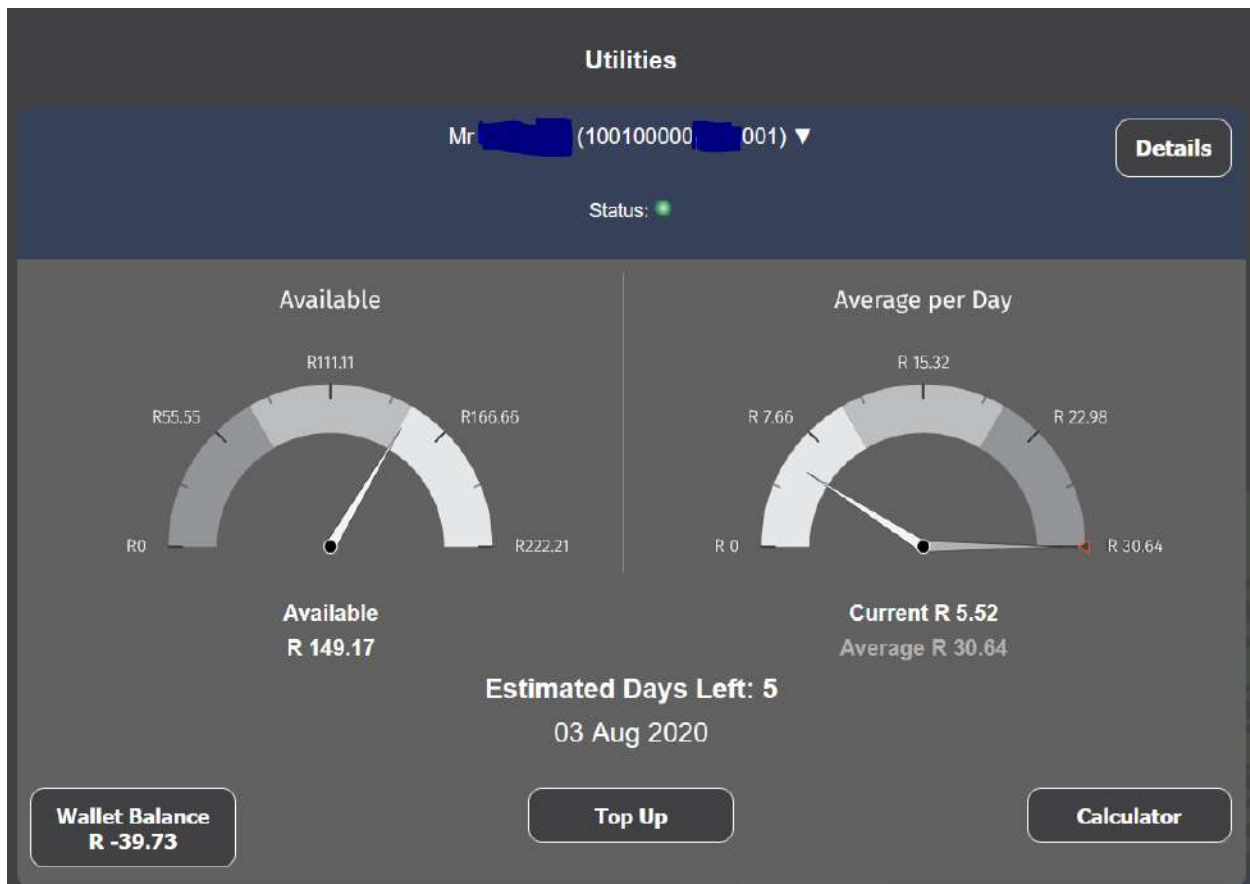 Utilities
Mr (100100000 001) ▼
Details
Status:
Available
R0
R55.55
R111.11
R166.66
R222.21
Available
R 149.17
Average per Day
R 0
R 7.66
R 15.32
R 22.98
R 30.64
Current R 5.52
Average R 30.64
Estimated Days Left: 5
03 Aug 2020
Wallet Balance
R -39.73
Top Up
Calculator